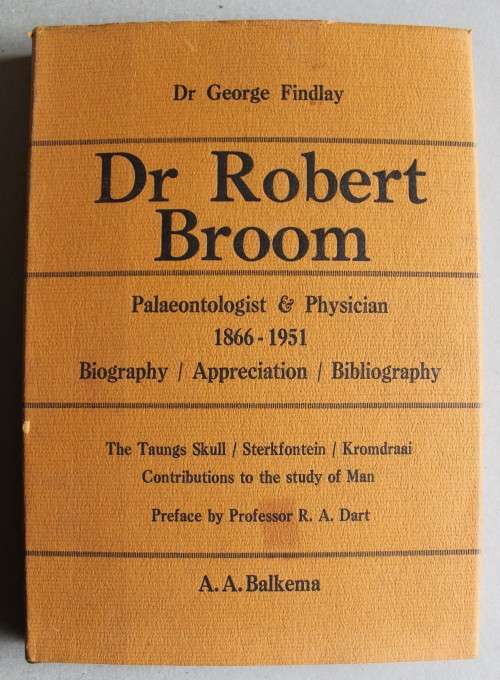 Dr George Findlay
Dr Robert
Broom
Palaeontologist & Physician
1866 - 1951
Biography / Appreciation / Bibliography
The Taungs Skull / Sterkfontein / Kromdraai
Contributions to the study of Man
Preface by Professor R. A. Dart
A. A. Balkema